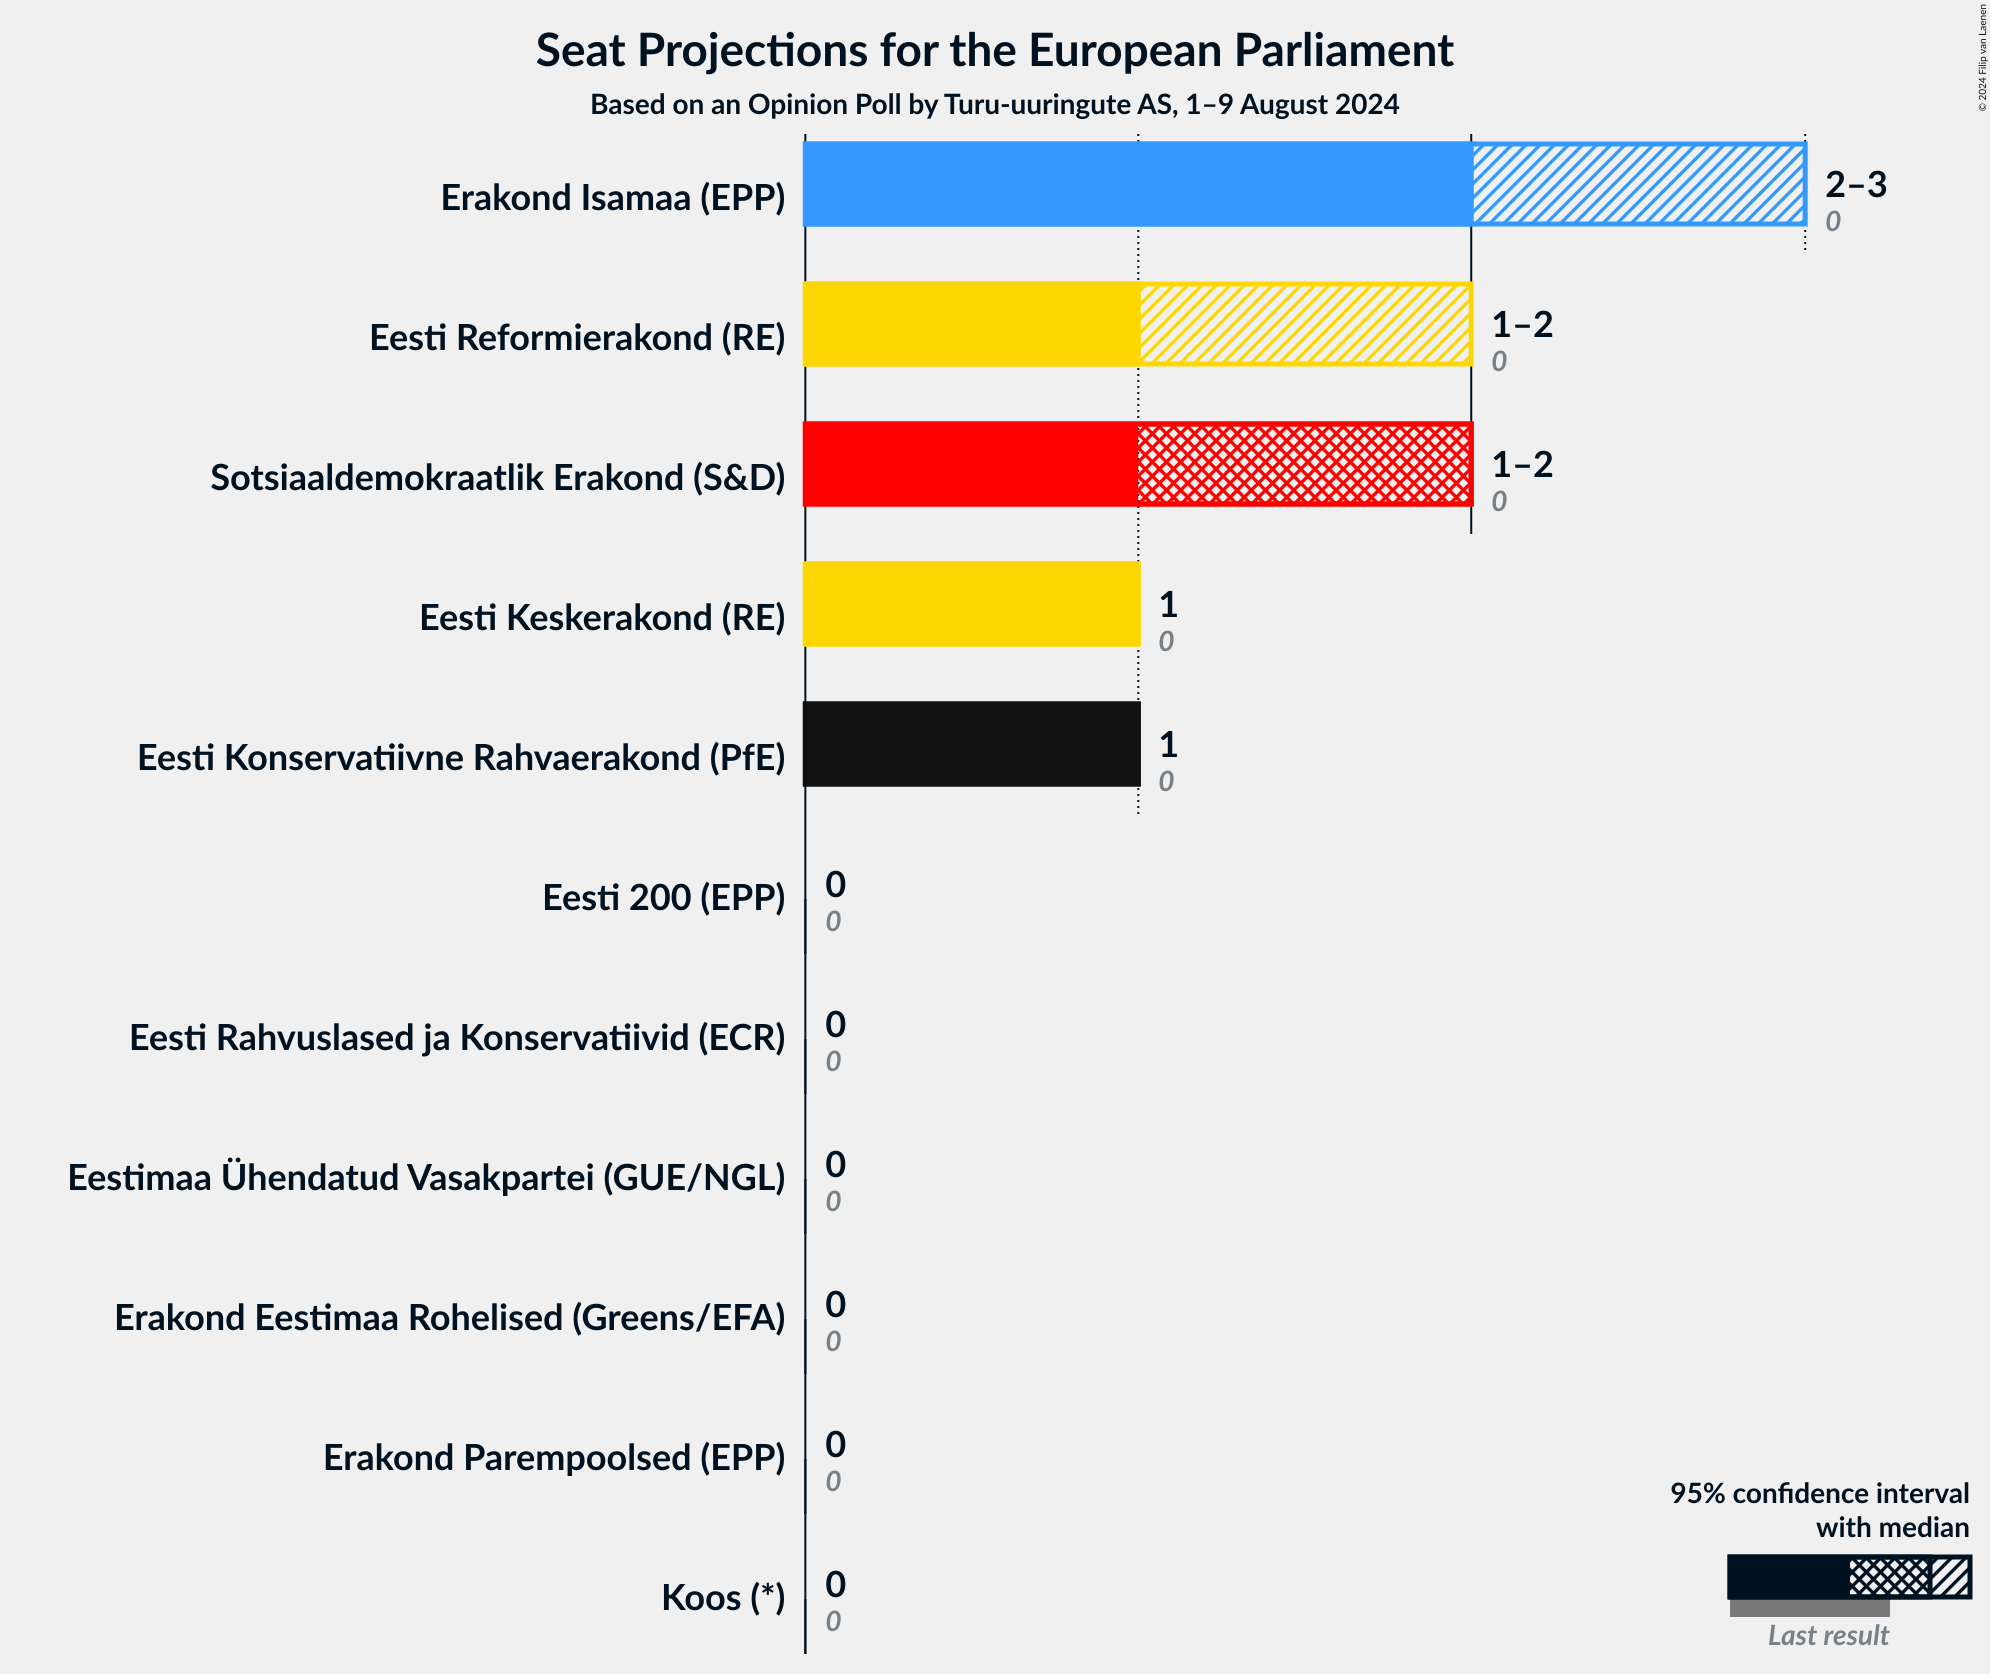 Seat Projections for the European Parliament
Based on an Opinion Poll by Turu-uuringute AS, 1–9 August 2024
© 2024 Filip van Laenen
Erakond Isamaa (EPP)
2–3
0
Eesti Reformierakond (RE)
1–2
0
Sotsiaaldemokraatlik Erakond (S&D)
1–2
0
Eesti Keskerakond (RE)
1
0
Eesti Konservatiivne Rahvaerakond (PfE)
1
0
Eesti 200 (EPP)
0
0
Eesti Rahvuslased ja Konservatiivid (ECR)
0
0
Eestimaa Ühendatud Vasakpartei (GUE/NGL)
0
0
Erakond Eestimaa Rohelised (Greens/EFA)
0
0
Erakond Parempoolsed (EPP)
0
0
Koos (*)
0
0
95% confidence interval
with median
Last result